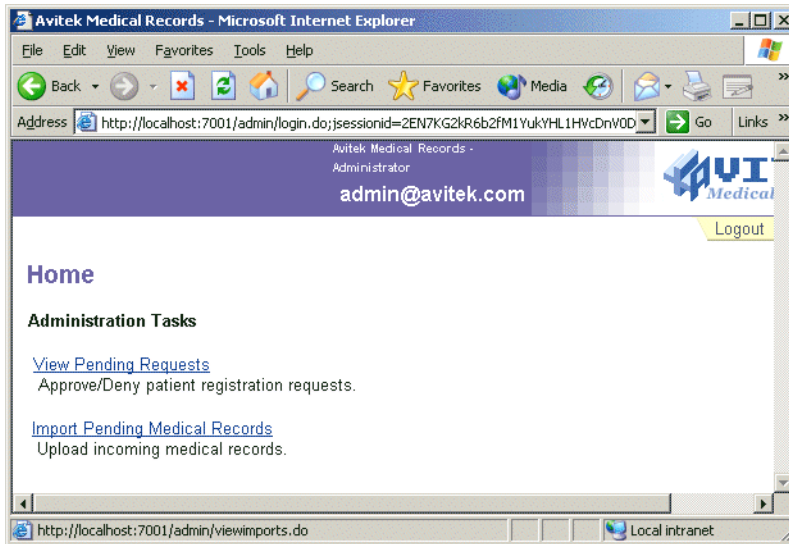 Avitek Medical Records - Microsoft Internet Explorer
File Edit View Favorites Tools Help
Back Search Favorites Media »
Address http://localhost:7001/admin/login.do;jsessionid=2EN7KG2kR6b2fM1YukYHL1HVcDnV0D Go Links »
Avitek Medical Records -
Administrator
admin@avitek.com
AVIT
Medical
Logout
Home
Administration Tasks
View Pending Requests
Approve/Deny patient registration requests.
Import Pending Medical Records
Upload incoming medical records.
http://localhost:7001/admin/viewimports.do Local intranet